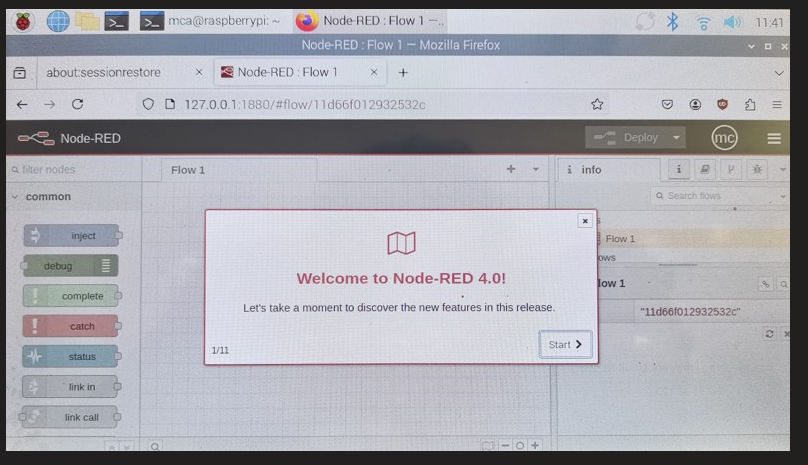 mca@raspberrypi: ~
Node-RED : Flow 1 —...
11:41
Node-RED : Flow 1 — Mozilla Firefox
about:sessionrestore
Node-RED : Flow 1
127.0.0.1:1880/#flow/11d66f012932532c
Node-RED
Deploy
mc
filter nodes
Flow 1
i info
i
Search flows
common
Flow 1
inject
debug
complete
catch
status
link in
link call
ows
low 1
"11d66f012932532c"
Welcome to Node-RED 4.0!
Let's take a moment to discover the new features in this release.
1/11
Start